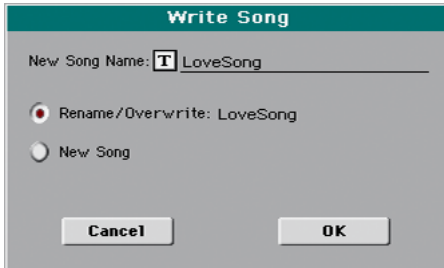 Write Song
New Song Name: T LoveSong
Rename/Overwrite: LoveSong
New Song
Cancel OK